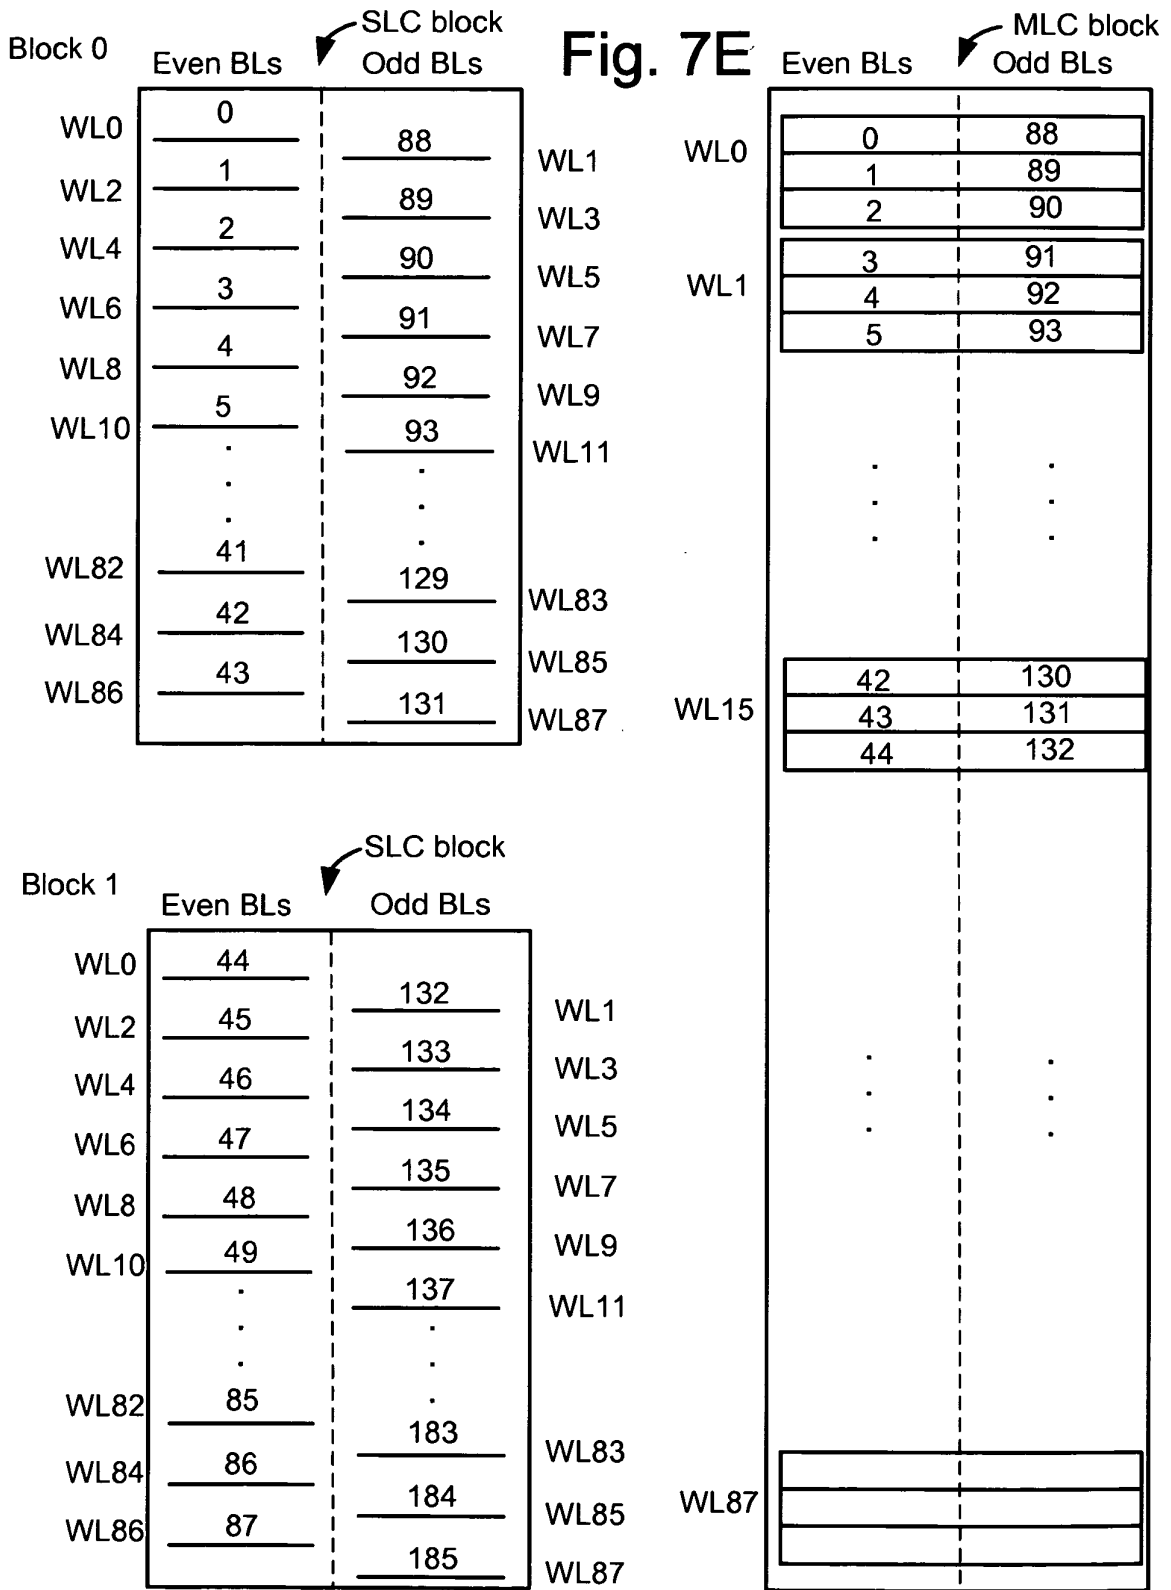 Fig. 7E
Block 0
SLC block
Even BLs Odd BLs
WL0 0
88 WL1
WL2 1
89 WL3
WL4 2
90 WL5
WL6 3
91 WL7
WL8 4
92 WL9
WL10 5
93 WL11
WL82 41
129 WL83
WL84 42
130 WL85
WL86 43
131 WL87
Block 1
SLC block
Even BLs Odd BLs
WL0 44
132 WL1
WL2 45
133 WL3
WL4 46
134 WL5
WL6 47
135 WL7
WL8 48
136 WL9
WL10 49
137 WL11
WL82 85
183 WL83
WL84 86
184 WL85
WL86 87
185 WL87
MLC block
Even BLs Odd BLs
WL0
0 88
1 89
2 90
WL1
3 91
4 92
5 93
WL15
42 130
43 131
44 132
WL87